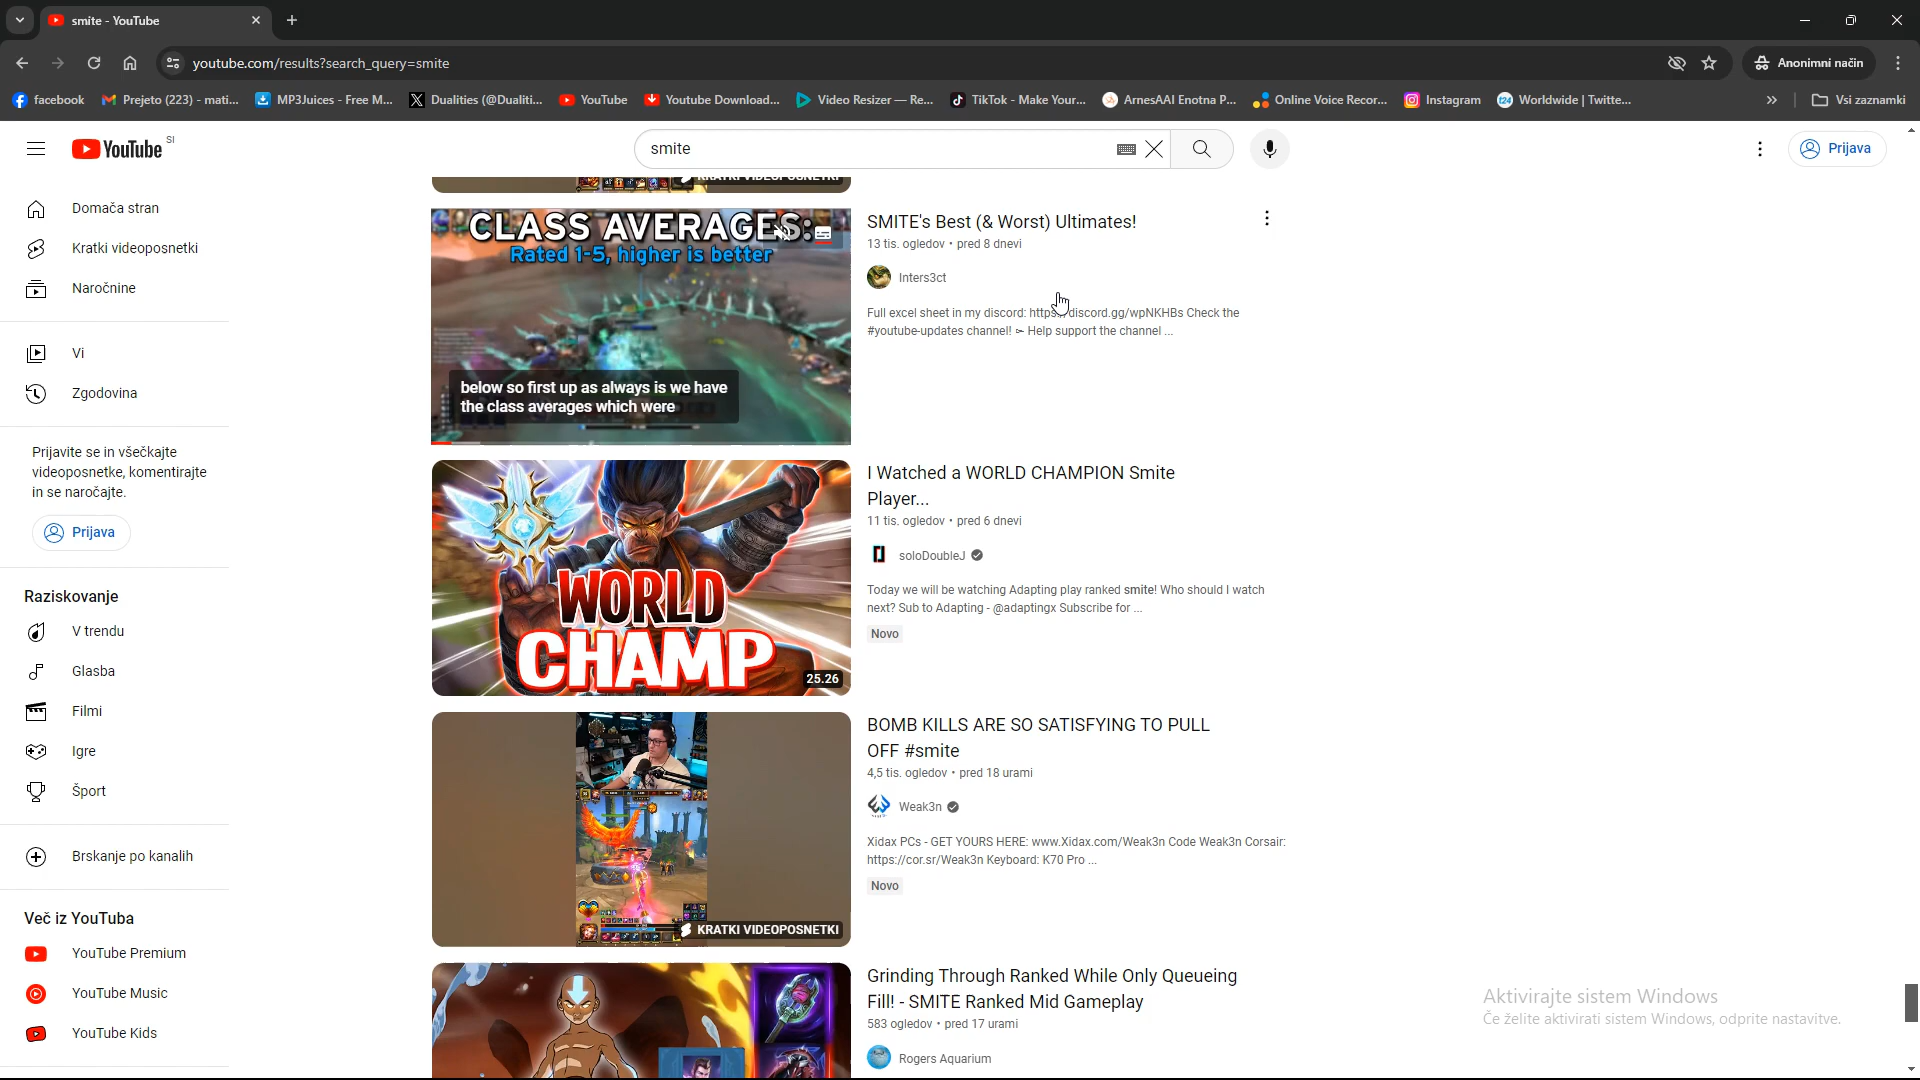 smite - YouTube
youtube.com/results?search_query=smite
Anonimni način
facebook
Prejeto (223) - mati...
MP3Juices - Free M...
Dualities (@Dualiti...
YouTube
Youtube Download...
Video Resizer — Re...
TikTok - Make Your...
ArnesAAI Enotna P...
Online Voice Recor...
Instagram
Worldwide | Twitte...
Vsi zaznamki
YouTube SI
smite
Prijava
Domača stran
Kratki videoposnetki
Naročnine
Vi
Zgodovina
Prijavite se in všečkajte
videoposnetke, komentirajte
in se naročajte.
Prijava
Raziskovanje
V trendu
Glasba
Filmi
Igre
Šport
Brskanje po kanalih
Več iz YouTuba
YouTube Premium
YouTube Music
YouTube Kids
KRATKI VIDEOPOSNETKI
CLASS AVERAGES:
Rated 1-5, higher is better
below so first up as always is we have
the class averages which were
SMITE's Best (& Worst) Ultimates!
13 tis. ogledov • pred 8 dnevi
Inters3ct
Full excel sheet in my discord: https://discord.gg/wpNKHBs Check the
#youtube-updates channel! ➣ Help support the channel ...
WORLD
CHAMP
25.26
I Watched a WORLD CHAMPION Smite
Player...
11 tis. ogledov • pred 6 dnevi
soloDoubleJ
Today we will be watching Adapting play ranked smite! Who should I watch
next? Sub to Adapting - @adaptingx Subscribe for ...
Novo
KRATKI VIDEOPOSNETKI
BOMB KILLS ARE SO SATISFYING TO PULL
OFF #smite
4,5 tis. ogledov • pred 18 urami
Weak3n
Xidax PCs - GET YOURS HERE: www.Xidax.com/Weak3n Code Weak3n Corsair:
https://cor.sr/Weak3n Keyboard: K70 Pro ...
Novo
Grinding Through Ranked While Only Queueing
Fill! - SMITE Ranked Mid Gameplay
583 ogledov • pred 17 urami
Rogers Aquarium
Aktivirajte sistem Windows
Če želite aktivirati sistem Windows, odprite nastavitve.